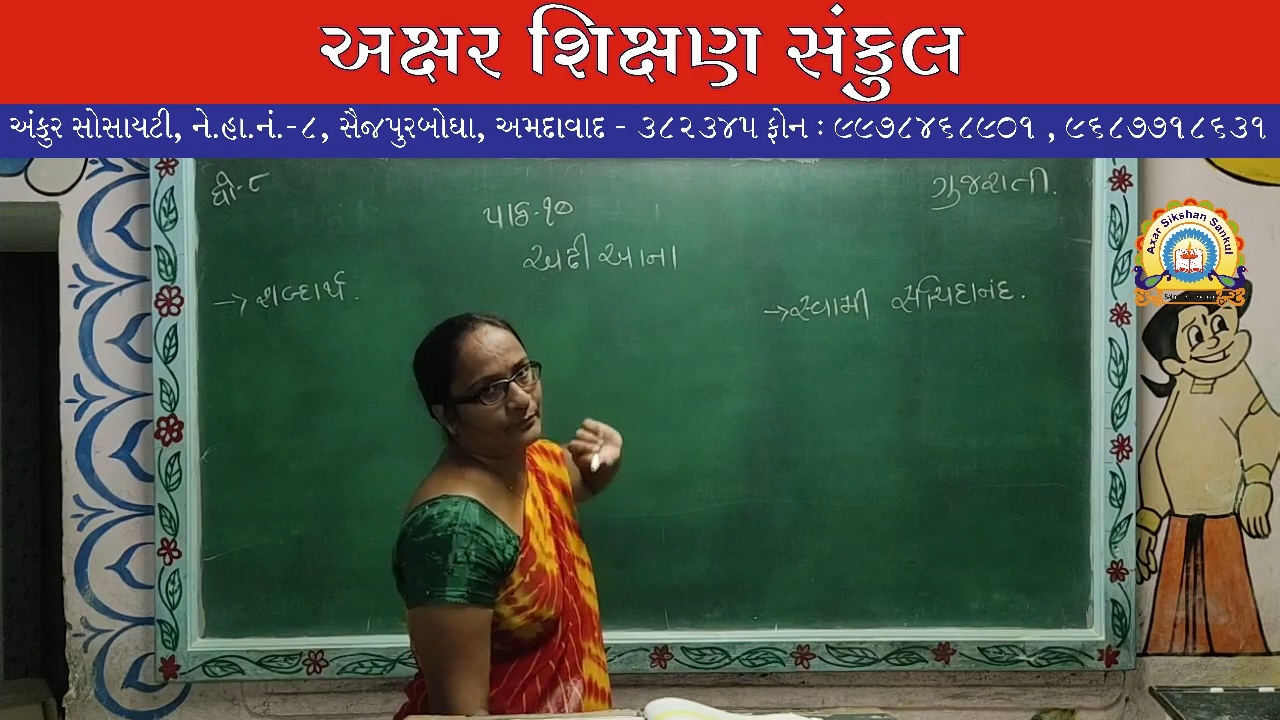 અક્ષર શિક્ષણ સંકુલ
અંકુર સોસાયટી, ને.હા.નં.-૮, સૈજપુરબોઘા, અમદાવાદ - ૩૮૨૩૪૫ ફોન : ૯૯૭૮૪૬૮૯૦૧ , ૯૬૮૭૭૧૮૬૩૧
ધો-૮
ગુજરાતી.
પાઠ-૧૦
અઢી આના
→ શબ્દાર્થ.
→ સ્વામી સચ્ચિદાનંદ.
Axar Sikshan Sankul